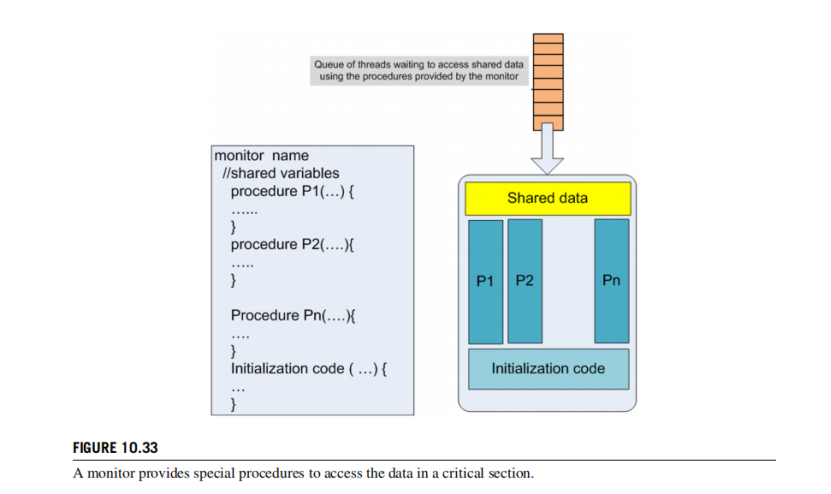 Queue of threads waiting to access shared data
using the procedures provided by the monitor
monitor name
//shared variables
procedure P1(...) {
......
}
procedure P2(....){
.....
}
Procedure Pn(....){
....
}
Initialization code ( ...) {
...
}
Shared data
P1 P2 Pn
Initialization code
FIGURE 10.33
A monitor provides special procedures to access the data in a critical section.